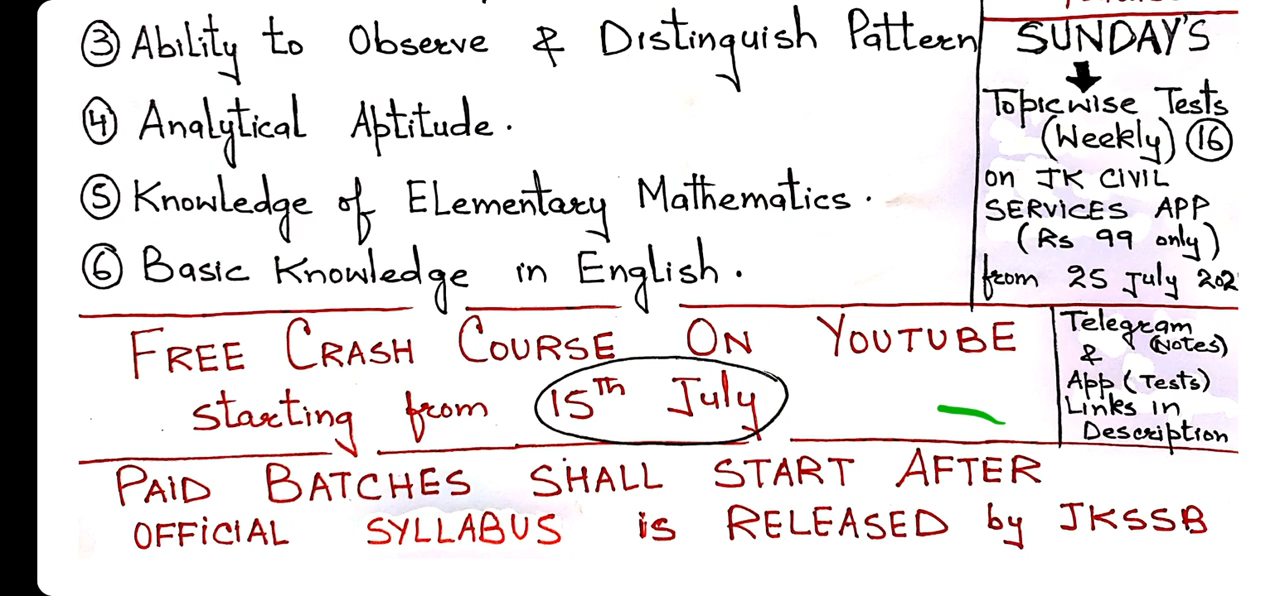 ③ Ability to Observe & Distinguish Pattern
④ Analytical Aptitude.
⑤ Knowledge of ELementary Mathematics.
⑥ Basic Knowledge in English.
SUNDAY'S
Topicwise Tests
(Weekly) ⑯
on JK CIVIL
SERVICES APP
(Rs 99 only)
from 25 July 202
FREE CRASH COURSE ON YOUTUBE
starting from 15Th July
Telegram
(Notes)
&
App (Tests)
Links in
Description
PAID BATCHES SHALL START AFTER
OFFiCIAL SYLLABUS is RELEASED by JKSSB